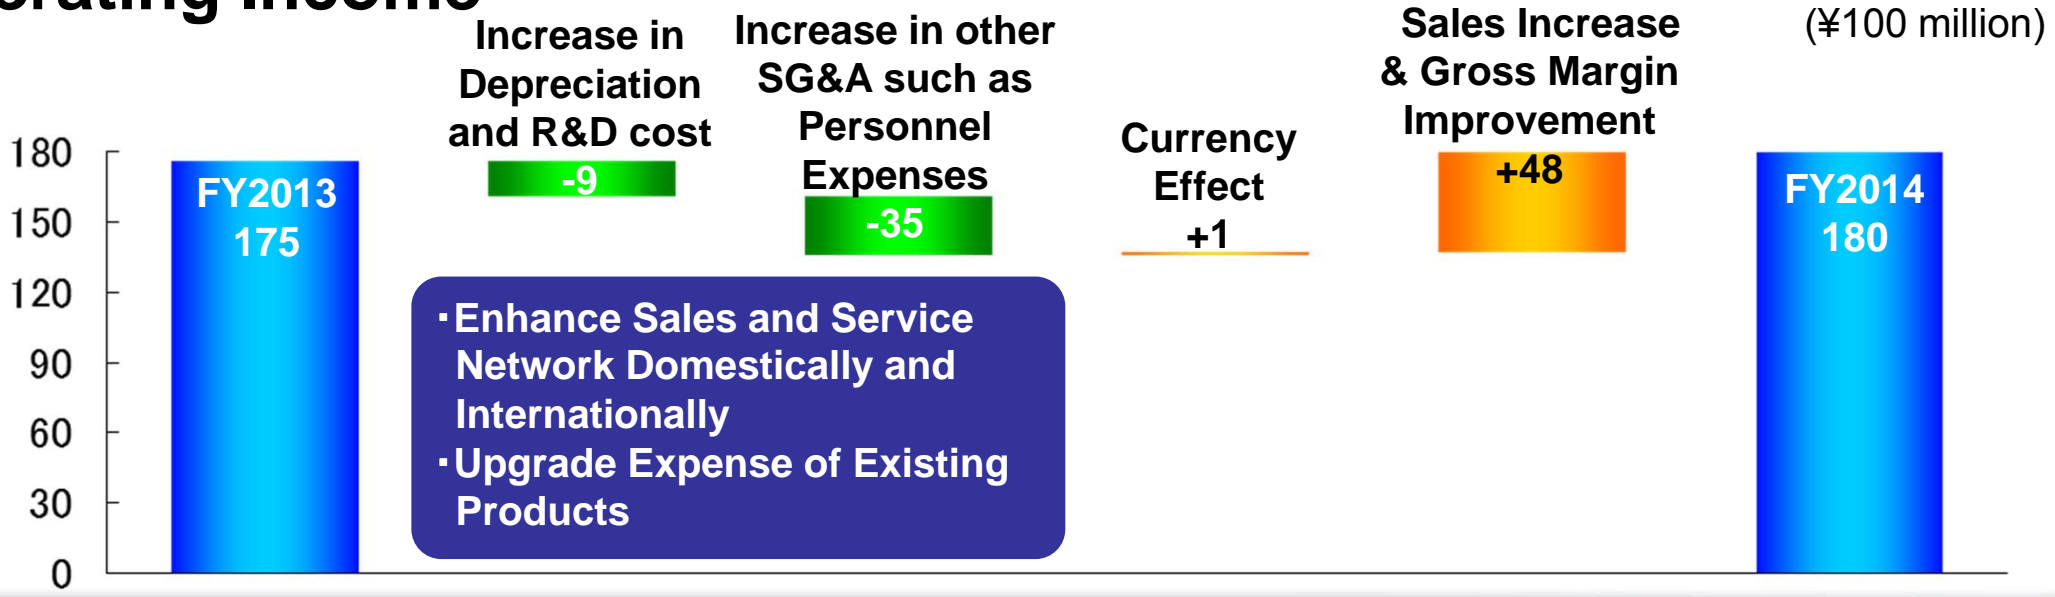 Income
(¥100 million)
Increase in
Depreciation
and R&D cost
-9
Increase in other
SG&A such as
Personnel
Expenses
-35
Currency
Effect
+1
Sales Increase
& Gross Margin
Improvement
+48
180
150
120
90
60
30
0
FY2013
175
FY2014
180
・Enhance Sales and Service
Network Domestically and
Internationally
・Upgrade Expense of Existing
Products